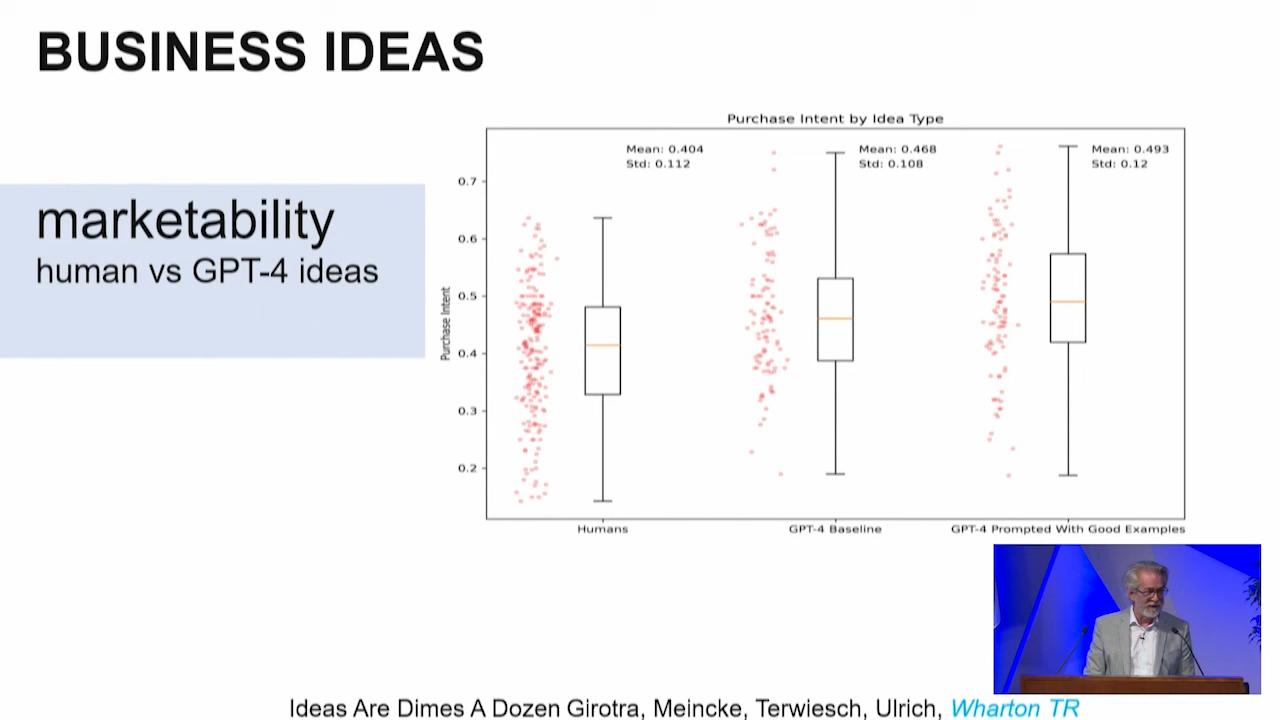 BUSINESS IDEAS
marketability
human vs GPT-4 ideas
Purchase Intent by Idea Type
Mean: 0.404
Std: 0.112
Mean: 0.468
Std: 0.108
Mean: 0.493
Std: 0.12
Purchase Intent
0.7
0.6
0.5
0.4
0.3
0.2
Humans
GPT-4 Baseline
GPT-4 Prompted With Good Examples
Ideas Are Dimes A Dozen Girotra, Meincke, Terwiesch, Ulrich, Wharton TR